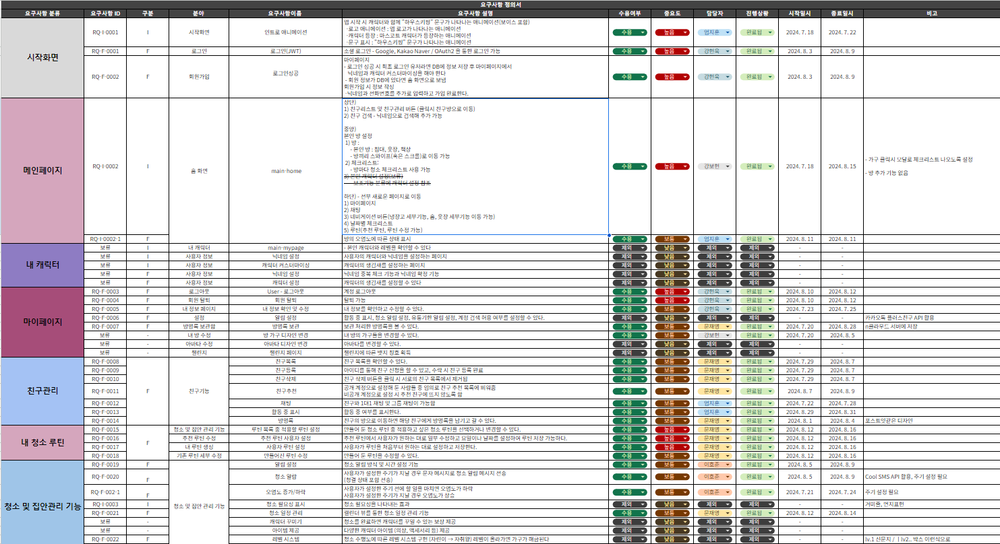 요구사항 정의서
요구사항 분류 요구사항 ID 구분 분야 요구사항이름 요구사항 설명 수용여부 중요도 담당자 진행상황 시작일시 종료일시 비고
시작화면
RQ-I-0001 I 시작화면 인트로 애니메이션
앱 시작 시 캐릭터와 함께 "하우스키핑" 문구가 나타나는 애니메이션(보이스 포함)
-로고 애니메이션 : 앱 로고가 나타나는 애니메이션
-캐릭터 등장 : 마스코트 캐릭터가 등장하는 애니메이션
-문구 표시 : "하우스키핑" 문구가 나타나는 애니메이션
수용 높음 엄지훈 완료됨 2024. 7. 18 2024. 7. 22
RQ-F-0001 F 로그인 로그인(JWT) 소셜 로그인 - Google, Kakao Naver / OAuth2 을 통한 로그인 가능 수용 높음 강현욱 완료됨 2024. 8. 3 2024. 8. 9
RQ-F-0002 F 회원가입 로그인성공
마이페이지
- 로그인 성공 시 최초 로그인 유저라면 DB에 정보 저장 후 마이페이지에서
닉네임과 캐릭터 커스터마이싱을 해야 한다
- 회원 정보가 DB에 있다면 홈 화면으로 보냄
회원가입 시 정보 작성
-닉네임과 전화번호를 추가로 입력하고 가입 완료한다.
수용 높음 강현욱 완료됨 2024. 8. 3 2024. 8. 9
메인페이지
RQ-I-0002 I 홈 화면 main-home
상단)
1) 친구리스트 및 친구관리 버튼 (클릭시 친구방으로 이동)
2) 친구 검색 - 닉네임으로 검색해 추가 가능
중앙)
본인 방 설정
1) 방 :
- 본인 방 : 침대, 옷장, 책상
- 방끼리 스와이프(혹은 스크롤)로 이동 가능
2) 체크리스트:
- 방마다 청소 체크리스트 사용 가능
3) 본인 캐릭터 설정(보류)
- 보조기능 분류에 캐릭터 설정 참조
하단) - 전부 새로운 페이지로 이동
1) 마이페이지
2) 채팅
3) 네비게이션 버튼(냉장고 세부기능, 홈, 옷장 세부기능 이동 가능)
4) 날짜별 체크리스트
5) 루틴(추천 루틴, 루틴 수정 가능)
수용 높음 강보현 완료됨 2024. 7. 18 2024. 8. 15
- 가구 클릭시 모달로 체크리스트 나오도록 설정
- 방 추가 기능 없음
RQ-I-0002-1 F 방의 오염도에 따른 상태 표시 수용 보통 엄지훈 완료됨 2024. 8. 11 2024. 8. 11
내 캐릭터
보류 I 내 캐릭터 main-mypage - 본인 캐릭터와 레벨을 확인할 수 있다 제외 낮음 제외 제외 - -
보류 I 사용자 정보 닉네임 설정 사용자의 캐릭터와 닉네임을 설정하는 페이지 제외 낮음 제외 제외 - -
보류 I 사용자 정보 캐릭터 커스터마이싱 캐릭터의 생김새를 설정하는 페이지 제외 낮음 제외 제외 - -
보류 F 사용자 정보 닉네임 설정 닉네임 중복 체크 기능과 닉네임 확정 기능 제외 낮음 제외 제외 - -
보류 F 사용자 정보 캐릭터 설정 캐릭터의 생김새를 설정할 수 있다 제외 낮음 제외 제외 - -
마이페이지
RQ-F-0003 F 로그아웃 User - 로그아웃 계정 로그아웃 수용 높음 강현욱 완료됨 2024. 8. 10 2024. 8. 12
RQ-F-0004 F 회원 탈퇴 회원 탈퇴 탈퇴 가능 수용 높음 강현욱 완료됨 2024. 8. 10 2024. 8. 12
RQ-F-0005 F 내 정보 페이지 내 정보 확인 및 수정 내 정보를 확인하고 수정할 수 있다. 수용 보통 강현욱 완료됨 2024. 7. 23 2024. 7. 25
RQ-F-0006 F 설정 알림 설정 활동 중 표시, 청소 알림 설정, 유통기한 알림 설정, 계정 검색 허용 여부를 설정할 수 있다. 제외 낮음 제외 제외 - - 카카오톡 플러스친구 API 활용
RQ-F-0007 F 방명록 보관함 방명록 보관 보관 처리한 방명록을 볼 수 있다. 수용 보통 문재영 완료됨 2024. 7. 20 2024. 8. 28 n클라우드 서버에 저장
보류 - 내 방 수정 방 가구 디자인 변경 내 방의 가구들을 변경할 수 있다. 제외 낮음 강보현 제외 2024. 7. 20 2024. 8. 5
보류 - 아바타 수정 아바타 디자인 변경 아바타를 변경할 수 있다. 제외 낮음 제외 제외 - -
보류 - 챌린지 챌린지 페이지 챌린지에 따른 뱃지 칭호 획득 제외 낮음 제외 제외 - -
친구관리
RQ-F-0008 친구목록 친구 목록을 확인할 수 있다. 수용 보통 문재영 완료됨 2024. 7. 29 2024. 8. 7
RQ-F-0009 친구등록 아이디를 통해 친구 신청을 할 수 있고, 수락 시 친구 등록 완료 수용 보통 문재영 완료됨 2024. 7. 29 2024. 8. 7
RQ-F-0010 친구삭제 친구 삭제 버튼을 클릭 시 서로의 친구 목록에서 제거됨 수용 보통 문재영 완료됨 2024. 7. 29 2024. 8. 7
RQ-F-0011 F 친구기능 친구추천
공개 계정으로 설정해 둔 사람들 중 임의로 친구 추천 목록에 띄워줌
비공개 계정으로 설정 시 추천 친구에 뜨지 않도록 함
수용 보통 문재영 완료됨 2024. 8. 7 2024. 8. 9
RQ-F-0012 채팅 친구와 1대1 채팅 및 그룹 채팅이 가능함 수용 보통 엄지훈 완료됨 2024. 7. 22 2024. 7. 28
RQ-F-0013 활동 중 표시 활동 중 여부를 표시한다. 수용 보통 엄지훈 완료됨 2024. 8. 29 2024. 8. 31
RQ-F-0014 방명록 친구의 방으로 이동하면 해당 친구에게 방명록을 남기고 갈 수 있다. 수용 보통 문재영 완료됨 2024. 8. 1 2024. 8. 4 포스트잇같은 디자인
내 청소 루틴
RQ-F-0015 청소 및 집안 관리 기능 루틴 목록 중 적용할 루틴 설정 만들어 둔 청소 루틴 중 적용하고 싶은 청소 루틴을 선택하거나 변경할 수 있다. 수용 높음 문재영 완료됨 2024. 8. 12 2024. 8. 16
RQ-F-0016 F 추천 루틴 수정 추천 루틴 사용자 설정 추천 루틴에서 사용자가 원하는 대로 일부 수정하고 요일이나 날짜를 설정하여 루틴 저장 가능하다. 수용 높음 문재영 완료됨 2024. 8. 12 2024. 8. 16
RQ-F-0017 내 루틴 생성 사용자 루틴 설정 사용자가 루틴을 처음부터 원하는 대로 설정하고 저장한다. 수용 높음 문재영 완료됨 2024. 8. 12 2024. 8. 16
RQ-F-0018 기존 루틴 세부 수정 만들어진 루틴 수정 만들어 둔 루틴을 수정할 수 있다. 수용 보통 문재영 완료됨 2024. 8. 12 2024. 8. 16
청소 및 집안관리 기능
RQ-F-0019 F 알림 설정 청소 알림 방식 및 시간 설정 기능 수용 보통 이호준 완료됨 2024. 8. 5 2024. 8. 9
RQ-F-0020 F 청소 알람
사용자가 설정한 주기가 지날 경우 문자 메시지로 청소 알림 메시지 전송
(청결 상태 포함 전송)
수용 보통 이호준 완료됨 2024. 8. 5 2024. 8. 9 Cool SMS API 활용, 주기 설정 필요
RQ-F-002-1 F 오염도 증가/하락
사용자가 설정한 주기 전에 할 일을 마치면 오염도가 하락
사용자가 설정한 주기가 지날 경우 오염도가 상승
수용 보통 이호준 완료됨 2024. 7. 21 2024. 7. 24 주기 설정 필요
RQ-I-0003 I 청소 및 집안 관리 기능 청소 필요성 표시 청소 필요성을 나타내는 효과 제외 낮음 제외 제외 - - 거미줄, 먼지표현
RQ-F-0021 F 청소 일정 관리 캘린더 뷰를 통한 청소 일정 관리 기능 수용 보통 문재영 완료됨 2024. 8. 12 2024. 8. 14
보류 - 캐릭터 꾸미기 청소를 완료하면 캐릭터를 꾸밀 수 있는 보상 제공 제외 낮음 제외 제외 - -
보류 - 아이템 제공 다양한 캐릭터 아이템 (의상, 액세서리 등) 제공 제외 낮음 제외 제외 - -
RQ-F-0022 F 레벨 시스템 청소 수행도에 따른 레벨 시스템 구현 (자린이 → 자취왕) 레벨이 올라가면 가구가 해금된다 제외 낮음 제외 제외 - - lv.1 신문지 / | lv2.. 박스 이런식으로